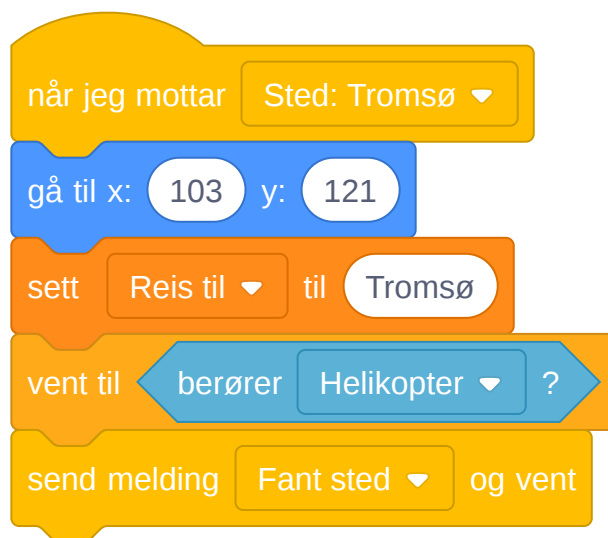 når jeg mottar Sted: Tromsø
gå til x: 103 y: 121
sett Reis til til Tromsø
vent til berører Helikopter ?
send melding Fant sted og vent